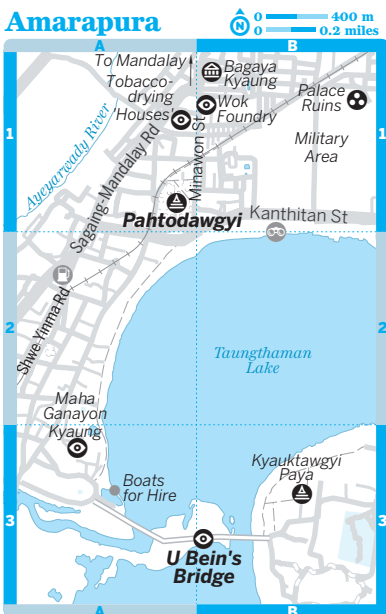 Amarapura
N
0 400 m
0 0.2 miles
A B
To Mandalay
Bagaya
Kyaung
Tobacco-
drying
'Houses'
Wok
Foundry
Palace
Ruins
1 1
Military
Area
Ayeyarwady River
Sagaing-Mandalay Rd
Minawon St
Pahtodawgyi
Kanthitan St
Shwe Yinma Rd
2 2
Taungthaman
Lake
Maha
Ganayon
Kyaung
Kyauktawgyi
Paya
Boats
for Hire
3 3
U Bein's
Bridge
A B